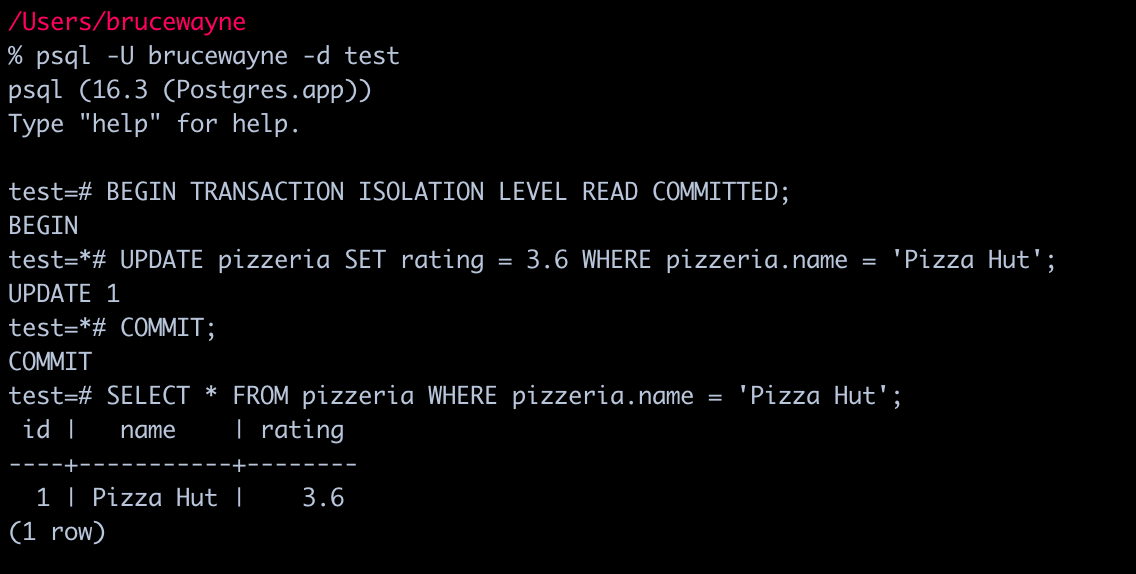 /Users/brucewayne
% psql -U brucewayne -d test
psql (16.3 (Postgres.app))
Type "help" for help.

test=# BEGIN TRANSACTION ISOLATION LEVEL READ COMMITTED;
BEGIN
test=*# UPDATE pizzeria SET rating = 3.6 WHERE pizzeria.name = 'Pizza Hut';
UPDATE 1
test=*# COMMIT;
COMMIT
test=# SELECT * FROM pizzeria WHERE pizzeria.name = 'Pizza Hut';
 id |   name    | rating
----+-----------+--------
  1 | Pizza Hut |    3.6
(1 row)